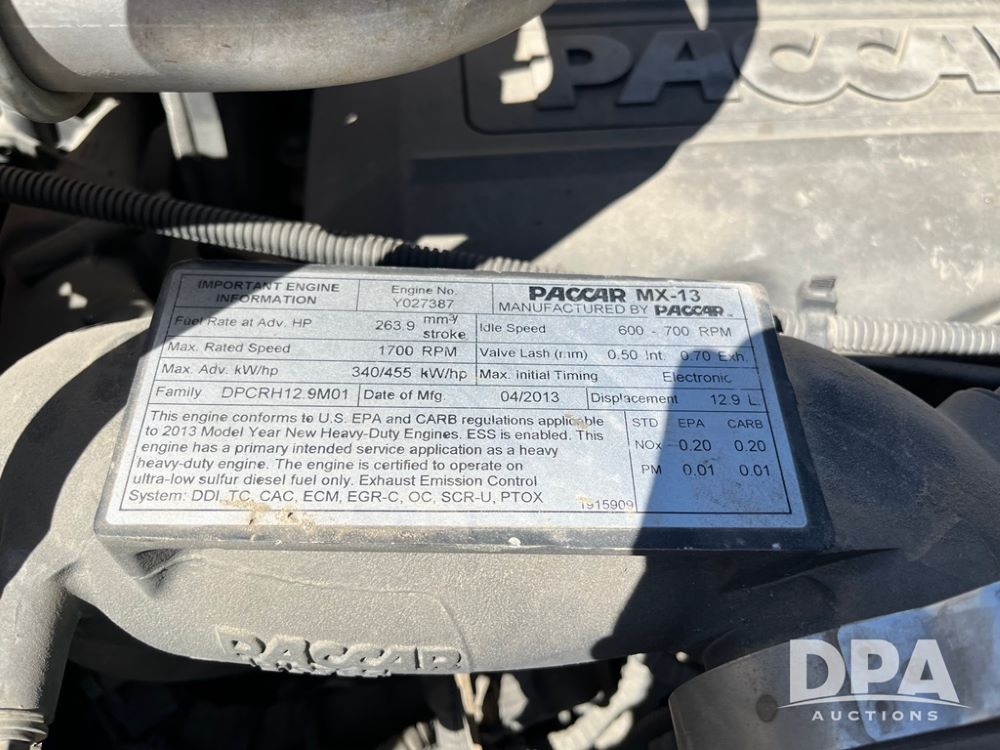 PACCA
IMPORTANT ENGINE
INFORMATION
Engine No.
Y027387
PACCAR MX-13
MANUFACTURED BY PACCAR
Fuel Rate at Adv. HP 263.9 mm³/
stroke
Idle Speed 600 - 700 RPM
Max. Rated Speed 1700 RPM
Valve Lash (mm) 0.50 Int. 0.70 Exh.
Max. Adv. kW/hp 340/455 kW/hp
Max. Initial Timing Electronic
Family DPCRH12.9M01
Date of Mfg. 04/2013
Displacement 12.9 L.
This engine conforms to U.S. EPA and CARB regulations applicable
to 2013 Model Year New Heavy-Duty Engines. ESS is enabled. This
engine has a primary intended service application as a heavy
heavy-duty engine. The engine is certified to operate on
ultra-low sulfur diesel fuel only. Exhaust Emission Control
System: DDI, TC, CAC, ECM, EGR-C, OC, SCR-U, PTOX
STD EPA CARB
NOx 0.20 0.20
PM 0.01 0.01
1915909
PACCAR
DPA
AUCTIONS